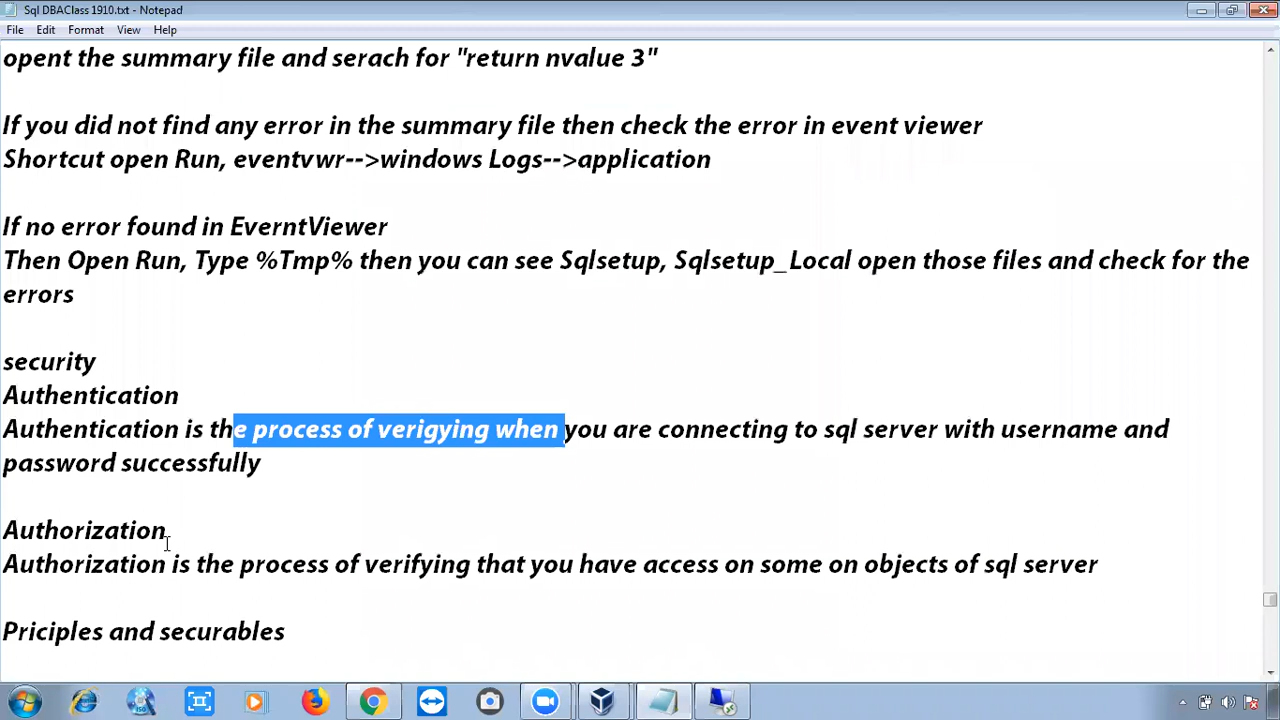 Sql DBAClass 1910.txt - Notepad
File Edit Format View Help
opent the summary file and serach for "return nvalue 3"
If you did not find any error in the summary file then check the error in event viewer
Shortcut open Run, eventvwr-->windows Logs-->application
If no error found in EverntViewer
Then Open Run, Type %Tmp% then you can see Sqlsetup, Sqlsetup_Local open those files and check for the
errors
security
Authentication
Authentication is the process of verigying when you are connecting to sql server with username and
password successfully
Authorization
Authorization is the process of verifying that you have access on some on objects of sql server
Priciples and securables